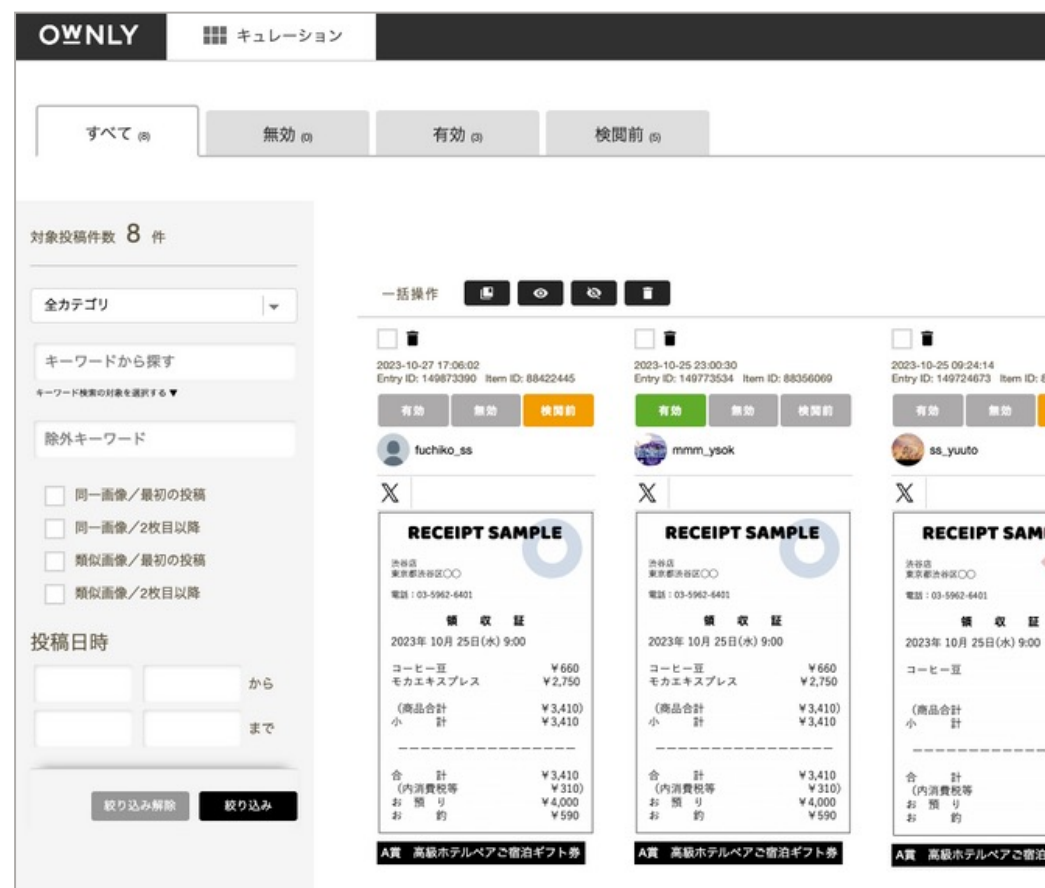 OWNLY
キュレーション
すべて (8)
無効 (0)
有効 (3)
検閲前 (5)
対象投稿件数 8 件
全カテゴリ
キーワードから探す
キーワード検索の対象を選択する▼
除外キーワード
同一画像／最初の投稿
同一画像／2枚目以降
類似画像／最初の投稿
類似画像／2枚目以降
投稿日時
から
まで
絞り込み解除
絞り込み
一括操作
2023-10-27 17:06:02
Entry ID: 149873390 Item ID: 88422445
有効 無効 検閲前
fuchiko_ss
RECEIPT SAMPLE
渋谷店
東京都渋谷区〇〇
電話：03-5962-6401
領 収 証
2023年 10月 25日(水) 9:00
コーヒー豆 ¥660
モカエキスプレス ¥2,750
(商品合計 ¥3,410)
小 計 ¥3,410
合 計 ¥3,410
(内消費税等 ¥310)
お 預 り ¥4,000
お 釣 ¥590
A賞 高級ホテルペアご宿泊ギフト券
2023-10-25 23:00:30
Entry ID: 149773534 Item ID: 88356069
有効 無効 検閲前
mmm_ysok
RECEIPT SAMPLE
渋谷店
東京都渋谷区〇〇
電話：03-5962-6401
領 収 証
2023年 10月 25日(水) 9:00
コーヒー豆 ¥660
モカエキスプレス ¥2,750
(商品合計 ¥3,410)
小 計 ¥3,410
合 計 ¥3,410
(内消費税等 ¥310)
お 預 り ¥4,000
お 釣 ¥590
A賞 高級ホテルペアご宿泊ギフト券
2023-10-25 09:24:14
Entry ID: 149724673 Item ID: 8
有効 無効
ss_yuuto
RECEIPT SAM
渋谷店
東京都渋谷区〇〇
電話：03-5962-6401
領 収 証
2023年 10月 25日(水) 9:00
コーヒー豆
(商品合計
小 計
合 計
(内消費税等
お 預 り
お 釣
A賞 高級ホテルペアご宿泊